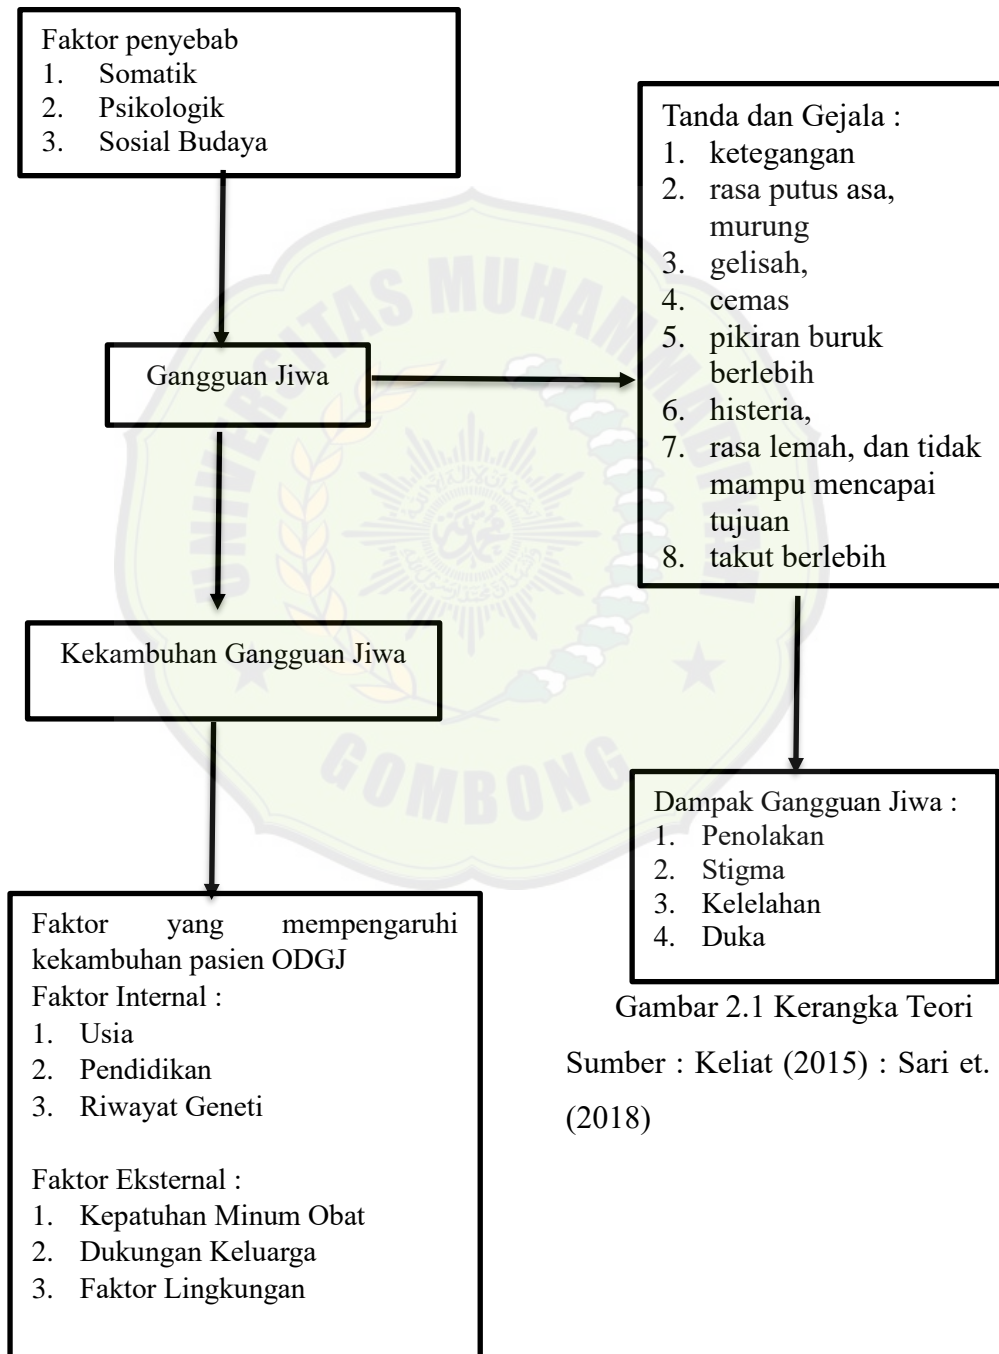 Faktor penyebab
1. Somatik
2. Psikologik
3. Sosial Budaya
Tanda dan Gejala :
1. ketegangan
2. rasa putus asa,
murung
3. gelisah,
4. cemas
5. pikiran buruk
berlebih
6. histeria,
7. rasa lemah, dan tidak
mampu mencapai
tujuan
8. takut berlebih
Gangguan Jiwa
Kekambuhan Gangguan Jiwa
Dampak Gangguan Jiwa :
1. Penolakan
2. Stigma
3. Kelelahan
4. Duka
Faktor yang mempengaruhi
kekambuhan pasien ODGJ
Faktor Internal :
1. Usia
2. Pendidikan
3. Riwayat Geneti
Faktor Eksternal :
1. Kepatuhan Minum Obat
2. Dukungan Keluarga
3. Faktor Lingkungan
Gambar 2.1 Kerangka Teori
Sumber : Keliat (2015) : Sari et.
(2018)
UNIVERSITAS MUHAMMADIYAH
GOMBONG